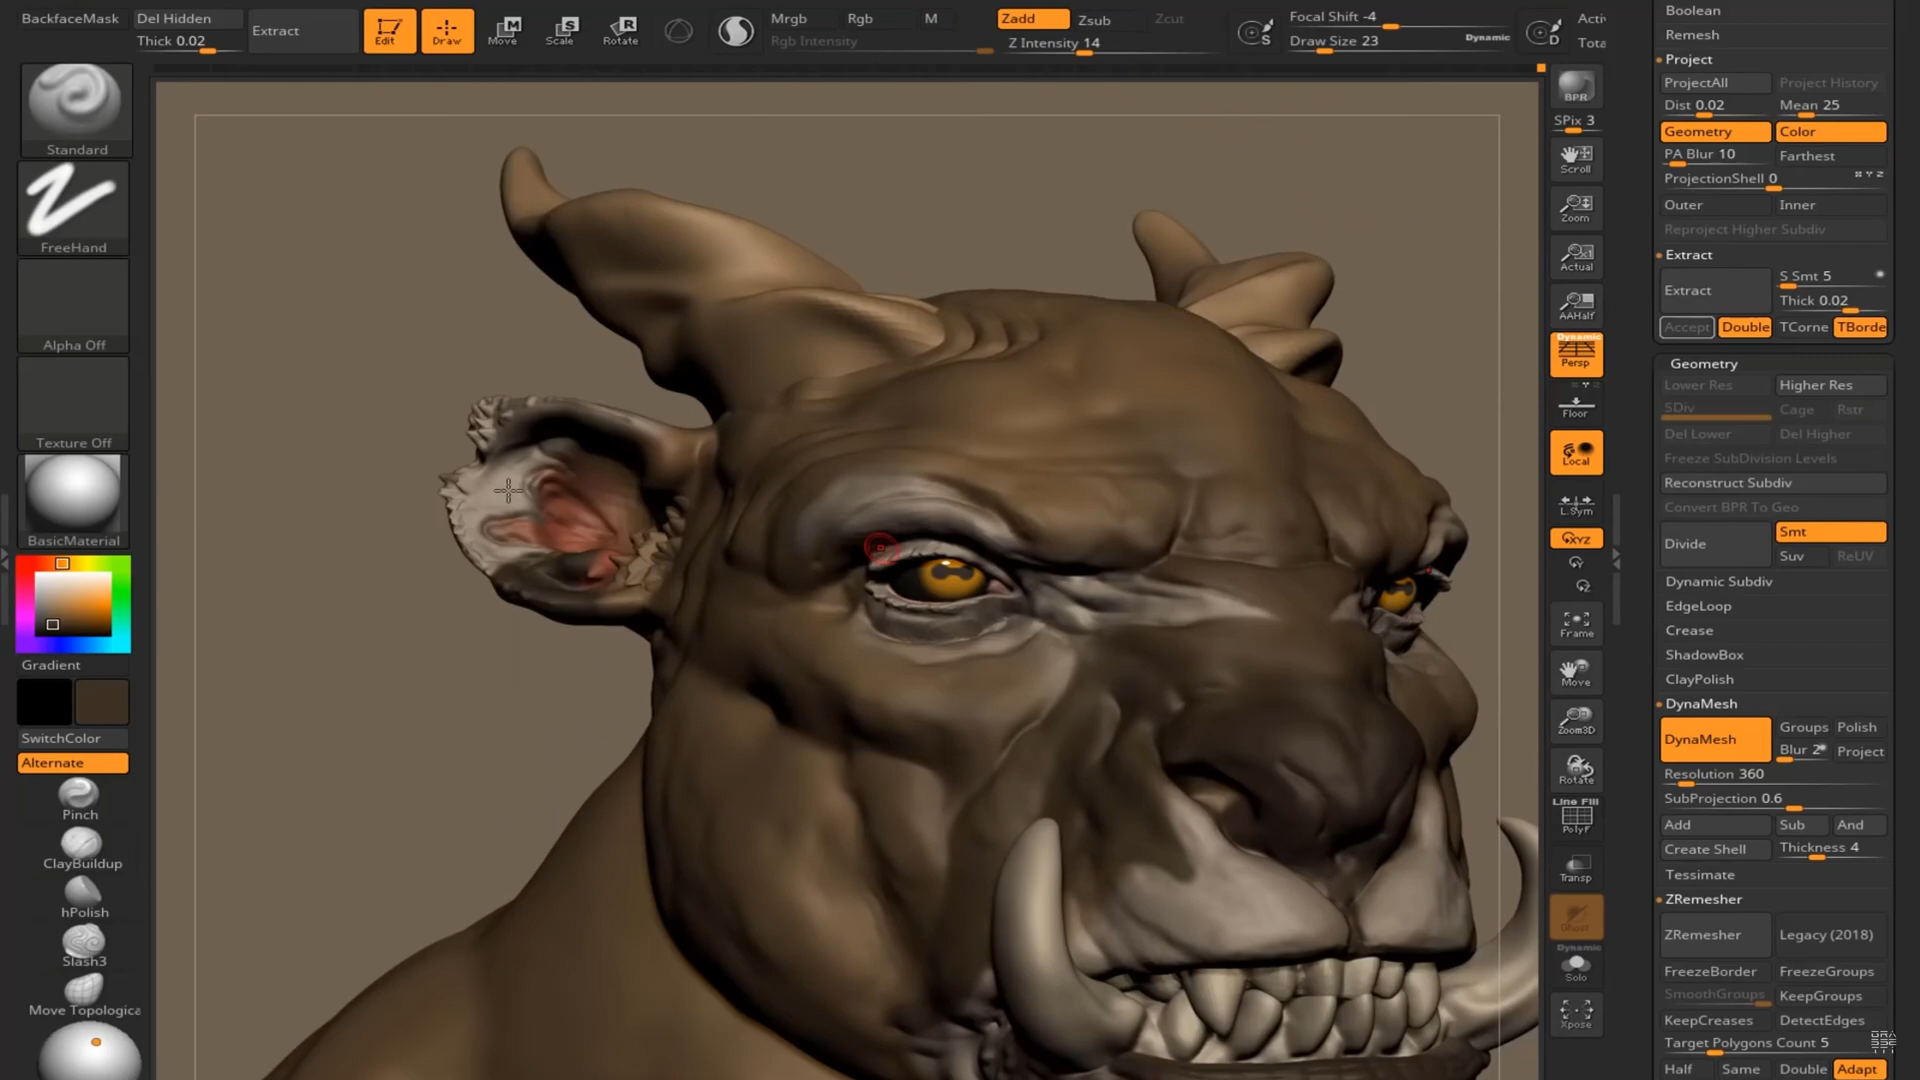 BackfaceMask
Del Hidden
Thick 0.02
Extract
Edit
Draw
Move
Scale
Rotate
Mrgb
Rgb
M
Rgb Intensity
Zadd
Zsub
Zcut
Z Intensity 14
Focal Shift -4
Draw Size 23
Dynamic
S
D
Standard
FreeHand
Alpha Off
Texture Off
BasicMaterial
Gradient
SwitchColor
Alternate
Pinch
ClayBuildup
hPolish
Slash3
Move Topologica
BPR
SPix 3
Scroll
Zoom
Actual
AAHalf
Dynamic
Persp
Floor
Local
L.Sym
XYZ
Frame
Move
Zoom3D
Rotate
Line Fill
PolyF
Transp
Ghost
Dynamic
Solo
Xpose
Boolean
Remesh
Project
ProjectAll
Project History
Dist 0.02
Mean 25
Geometry
Color
PA Blur 10
Farthest
ProjectionShell 0
X Y Z
Outer
Inner
Reproject Higher Subdiv
Extract
Extract
S Smt 5
Thick 0.02
Accept
Double
TCorne
TBorde
Geometry
Lower Res
Higher Res
SDiv
Cage
Rstr
Del Lower
Del Higher
Freeze SubDivision Levels
Reconstruct Subdiv
Convert BPR To Geo
Divide
Smt
Suv
ReUV
Dynamic Subdiv
EdgeLoop
Crease
ShadowBox
ClayPolish
DynaMesh
DynaMesh
Groups
Polish
Blur 2
Project
Resolution 360
SubProjection 0.6
Add
Sub
And
Create Shell
Thickness 4
Tessimate
ZRemesher
ZRemesher
Legacy (2018)
FreezeBorder
FreezeGroups
SmoothGroups
KeepGroups
KeepCreases
DetectEdges
Target Polygons Count 5
Half
Same
Double
Adapt